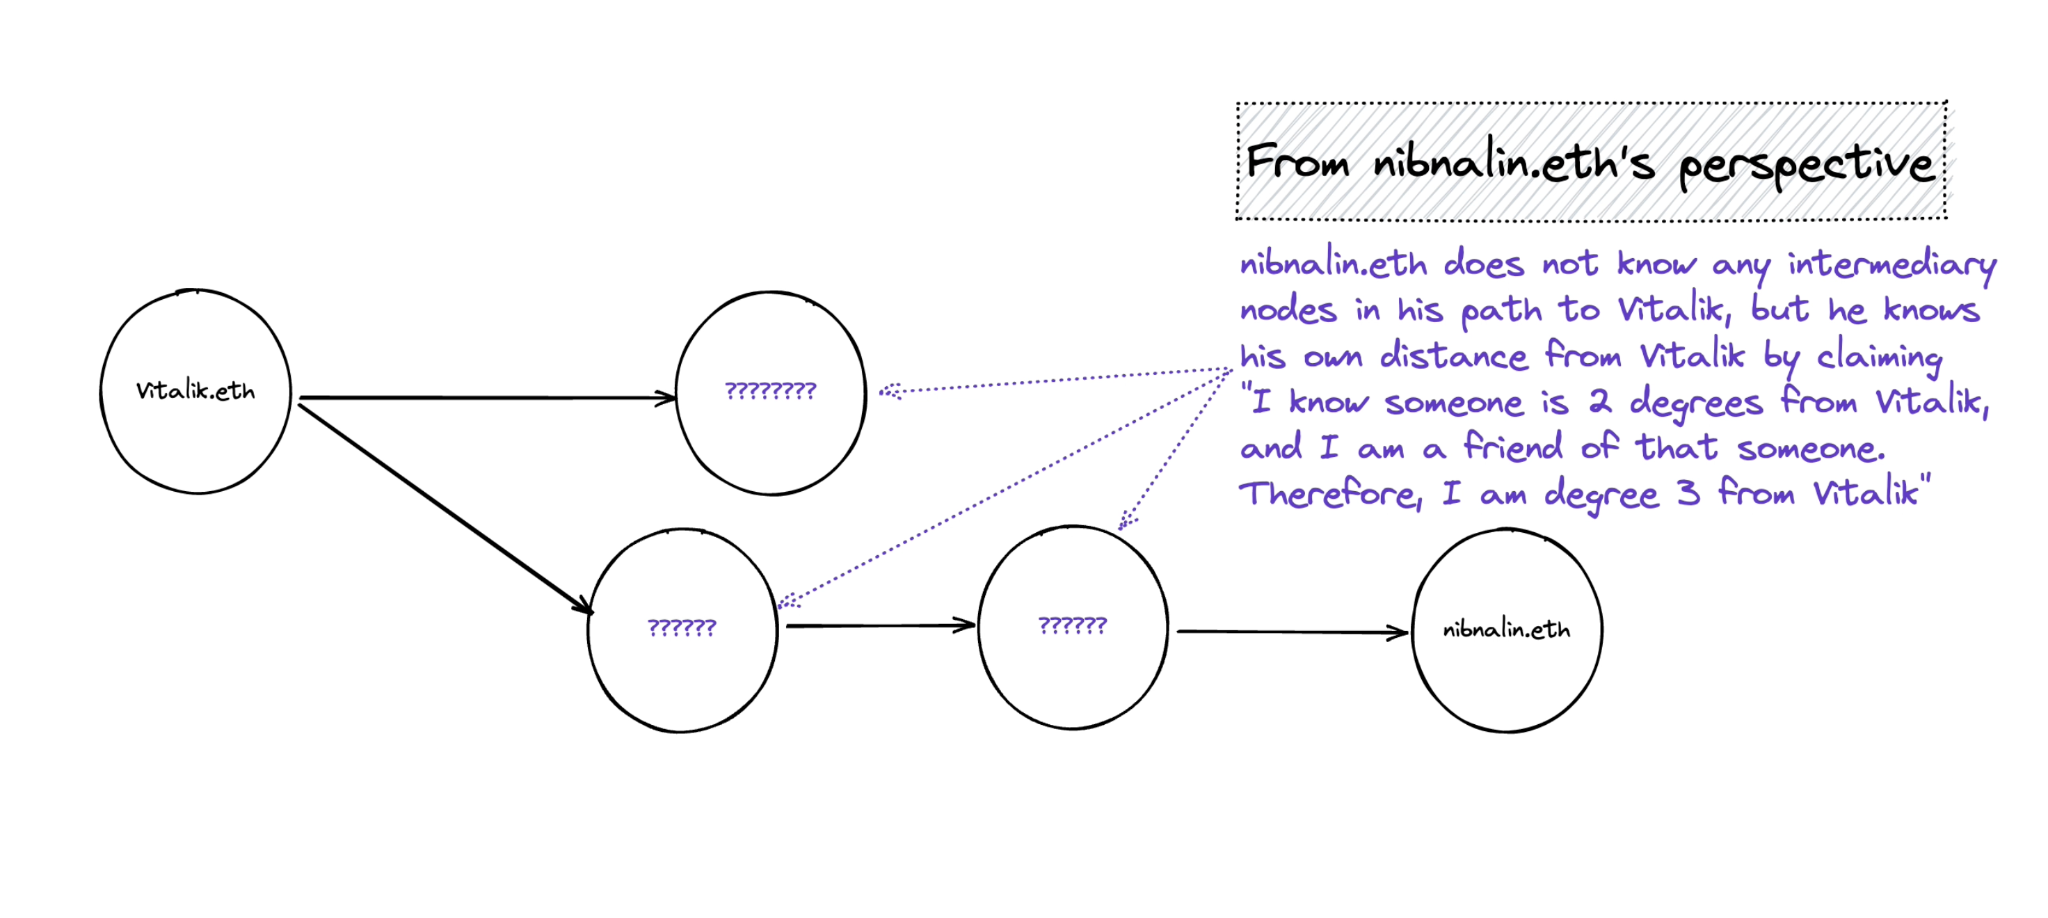 From nibnalin.eth's perspective
nibnalin.eth does not know any intermediary
nodes in his path to Vitalik, but he knows
his own distance from Vitalik by claiming
"I know someone is 2 degrees from Vitalik,
and I am a friend of that someone.
Therefore, I am degree 3 from Vitalik"
Vitalik.eth
????????
??????
??????
nibnalin.eth